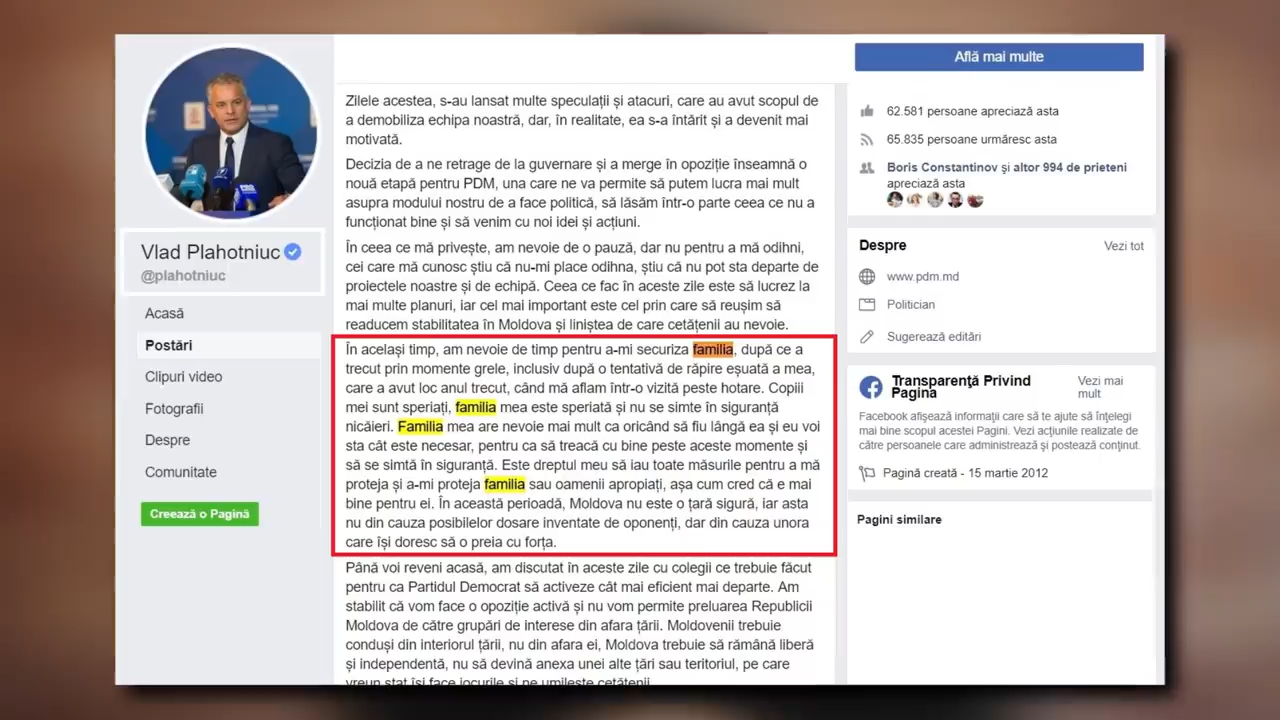 Vlad Plahotniuc
@plahotniuc
Acasă
Postări
Clipuri video
Fotografii
Despre
Comunitate
Creează o Pagină
Zilele acestea, s-au lansat multe speculații și atacuri, care au avut scopul de
a demobiliza echipa noastră, dar, în realitate, ea s-a întărit și a devenit mai
motivată.
Decizia de a ne retrage de la guvernare și a merge în opoziție înseamnă o
nouă etapă pentru PDM, una care ne va permite să putem lucra mai mult
asupra modului nostru de a face politică, să lăsăm într-o parte ceea ce nu a
funcționat bine și să venim cu noi idei și acțiuni.
În ceea ce mă privește, am nevoie de o pauză, dar nu pentru a mă odihni,
cei care mă cunosc știu că nu-mi place odihna, știu că nu pot sta departe de
proiectele noastre și de echipă. Ceea ce fac în aceste zile este să lucrez la
mai multe planuri, iar cel mai important este cel prin care să reușim să
readucem stabilitatea în Moldova și liniștea de care cetățenii au nevoie.
În același timp, am nevoie de timp pentru a-mi securiza familia, după ce a
trecut prin momente grele, inclusiv după o tentativă de răpire eșuată a mea,
care a avut loc anul trecut, când mă aflam într-o vizită peste hotare. Copiii
mei sunt speriați, familia mea este speriată și nu se simte în siguranță
nicăieri. Familia mea are nevoie mai mult ca oricând să fiu lângă ea și eu voi
sta cât este necesar, pentru ca să treacă cu bine peste aceste momente și
să se simtă în siguranță. Este dreptul meu să iau toate măsurile pentru a mă
proteja și a-mi proteja familia sau oamenii apropiați, așa cum cred că e mai
bine pentru ei. În această perioadă, Moldova nu este o țară sigură, iar asta
nu din cauza posibilelor dosare inventate de oponenți, dar din cauza unora
care își doresc să o preia cu forța.
Până voi reveni acasă, am discutat în aceste zile cu colegii ce trebuie făcut
pentru ca Partidul Democrat să activeze cât mai eficient mai departe. Am
stabilit că vom face o opoziție activă și nu vom permite preluarea Republicii
Moldova de către grupări de interese din afara țării. Moldovenii trebuie
conduși din interiorul țării, nu din afara ei, Moldova trebuie să rămână liberă
și independentă, nu să devină anexa unei alte țări sau teritoriul, pe care
vreun stat își face jocurile și ne umilește cetățenii
Află mai multe
62.581 persoane apreciază asta
65.835 persoane urmăresc asta
Boris Constantinov și altor 994 de prieteni
apreciază asta
Despre
Vezi tot
www.pdm.md
Politician
Sugerează editări
Transparență Privind
Pagina
Vezi mai
mult
Facebook afișează informații care să te ajute să înțelegi
mai bine scopul acestei Pagini. Vezi acțiunile realizate de
către persoanele care administrează și postează conținut.
Pagină creată - 15 martie 2012
Pagini similare